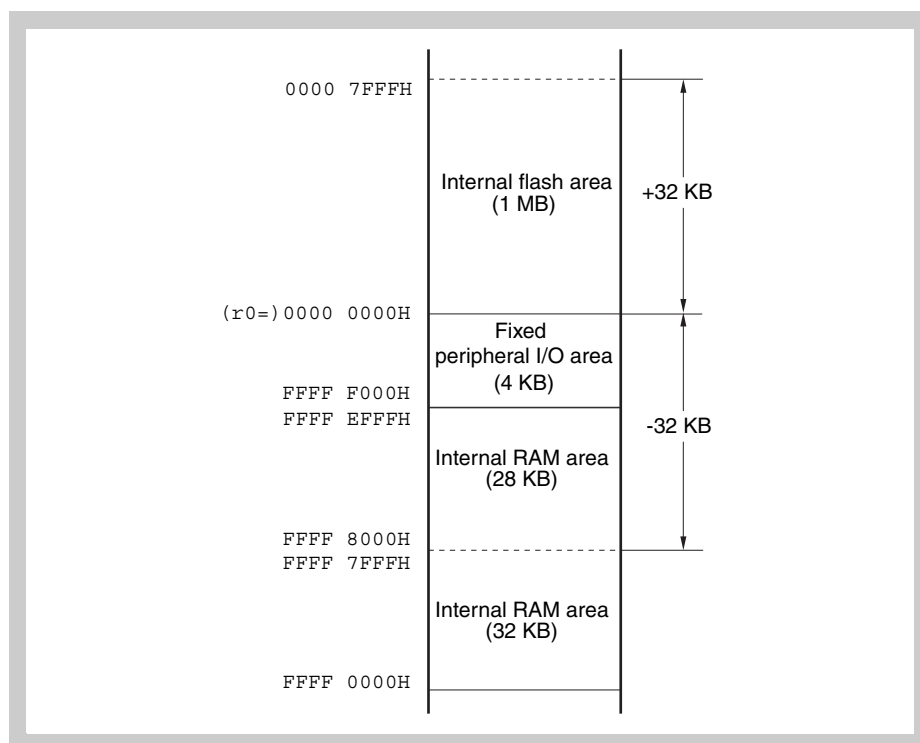 0000 7FFFH
Internal flash area
(1 MB)
+32 KB
(r0=)0000 0000H
Fixed
peripheral I/O area
(4 KB)
FFFF F000H
FFFF EFFFH
-32 KB
Internal RAM area
(28 KB)
FFFF 8000H
FFFF 7FFFH
Internal RAM area
(32 KB)
FFFF 0000H